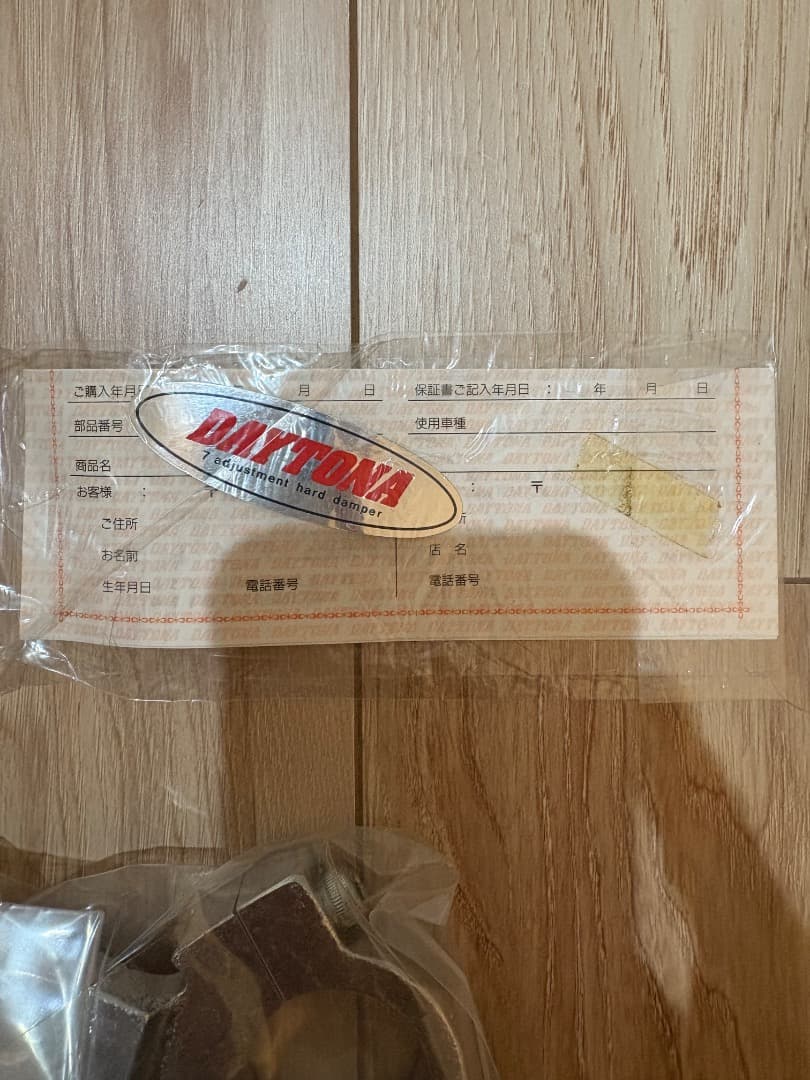 ご購入年月 月 日
保証書ご記入年月日 : 年 月 日
部品番号
使用車種
商品名
お客様 : 〒
: 〒
ご住所
所
お名前
店 名
生年月日 電話番号
電話番号
DAYTONA
7 adjustment hard damper